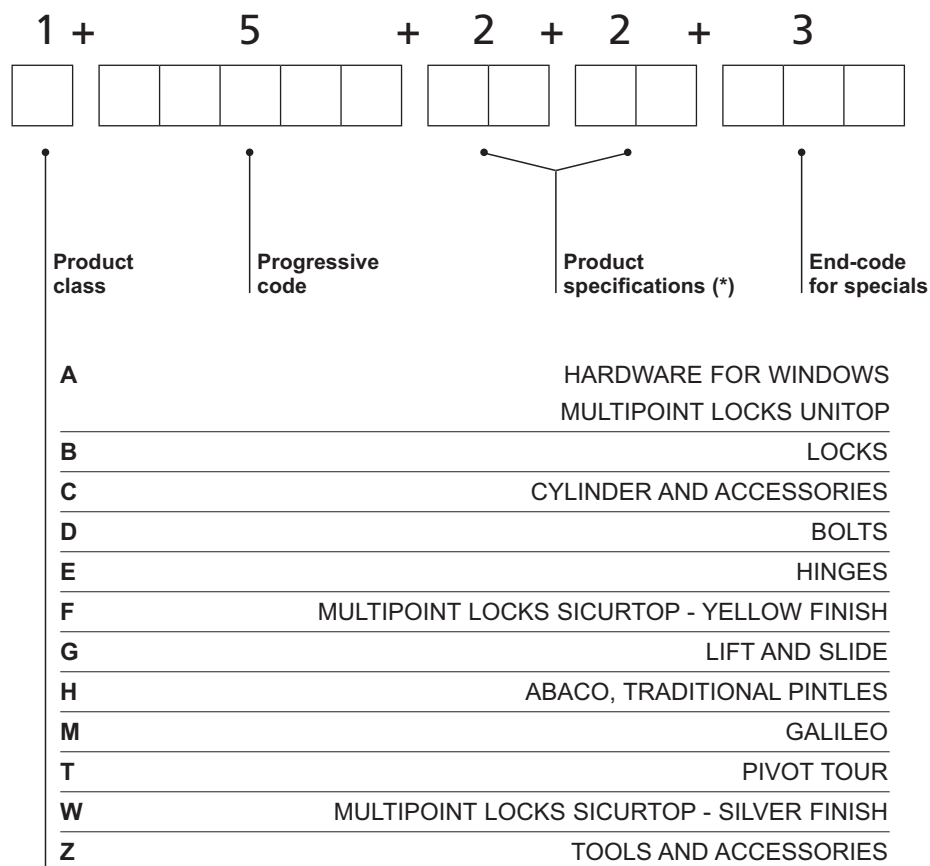 1 + 5 + 2 + 2 + 3
Product
class
Progressive
code
Product
specifications (*)
End-code
for specials
A HARDWARE FOR WINDOWS
MULTIPOINT LOCKS UNITOP
B LOCKS
C CYLINDER AND ACCESSORIES
D BOLTS
E HINGES
F MULTIPOINT LOCKS SICURTOP - YELLOW FINISH
G LIFT AND SLIDE
H ABACO, TRADITIONAL PINTLES
M GALILEO
T PIVOT TOUR
W MULTIPOINT LOCKS SICURTOP - SILVER FINISH
Z TOOLS AND ACCESSORIES